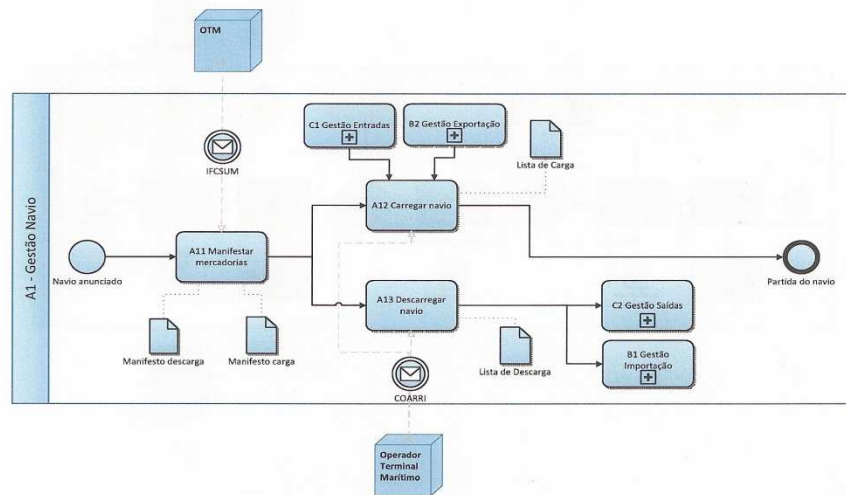 OTM
A1 - Gestão Navio
C1 Gestão Entradas
B2 Gestão Exportação
Lista de Carga
IFCSUM
A12 Carregar navio
A11 Manifestar
mercadorias
Navio anunciado
Partida do navio
A13 Descarregar
navio
C2 Gestão Saídas
Manifesto descarga
Manifesto carga
Lista de Descarga
B1 Gestão
Importação
COARRI
Operador
Terminal
Marítimo